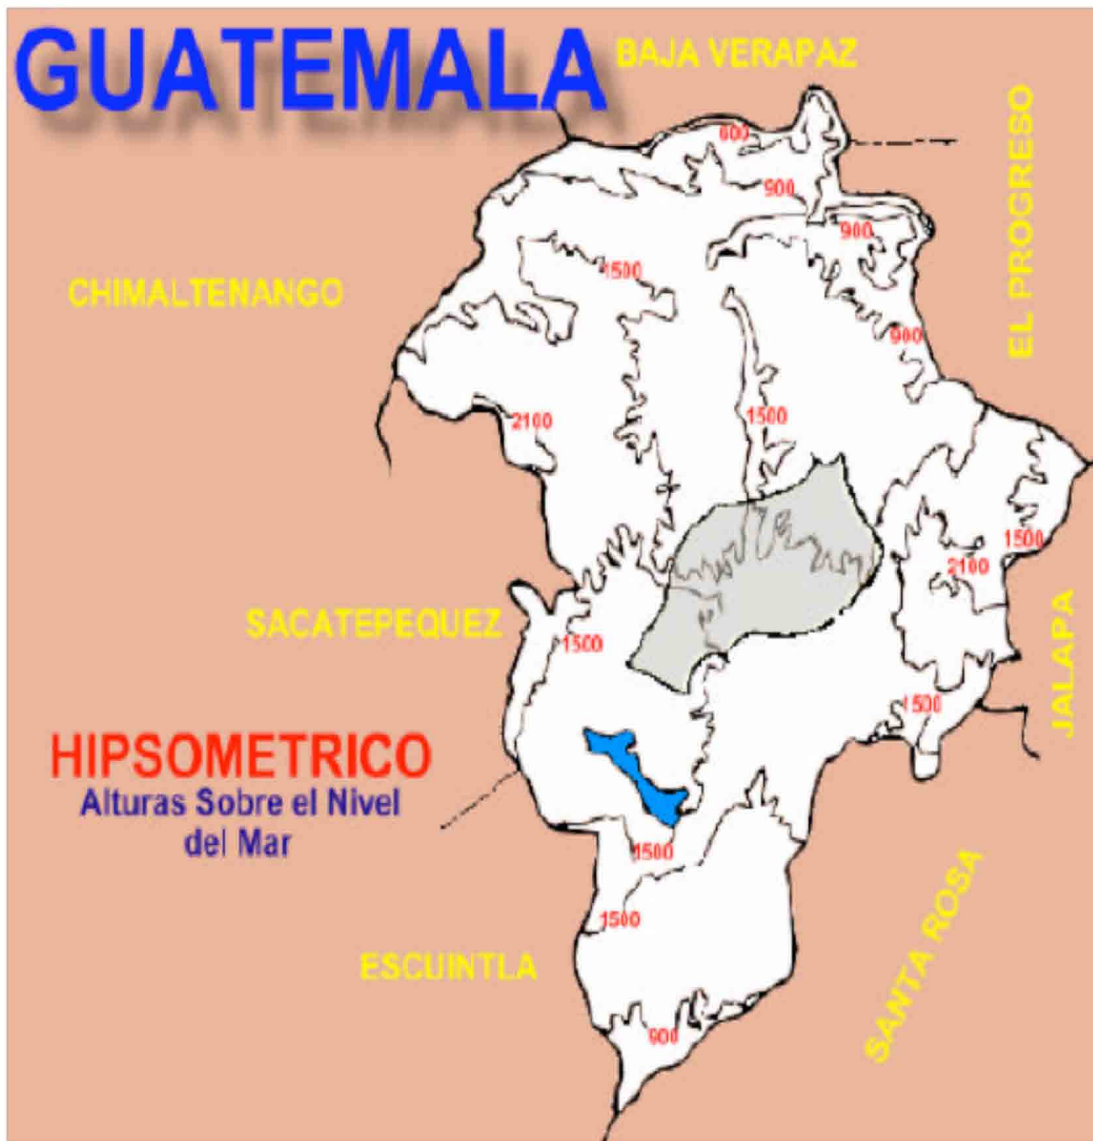 GUATEMALA
BAJA VERAPAZ
EL PROGRESO
600
900
900
CHIMALTENANGO
1500
900
2100
1500
1500
2100
SACATEPEQUEZ
1500
JALAPA
1500
HIPSOMETRICO
Alturas Sobre el Nivel
del Mar
1500
1500
SANTA ROSA
ESCUINTLA
900